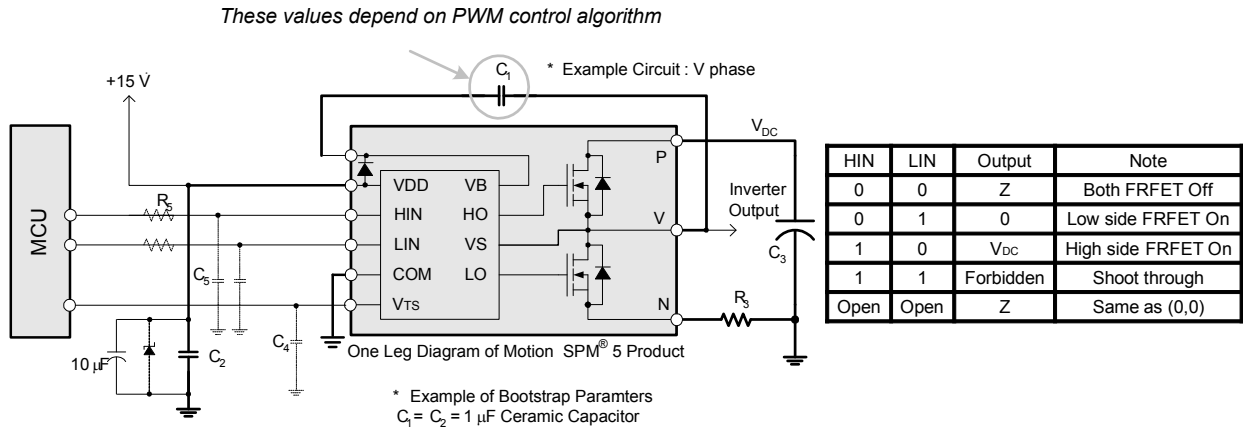 These values depend on PWM control algorithm
C1
* Example Circuit : V phase
+15 V
VDC
P
R5
VDD VB
HIN HO
LIN VS
COM LO
VTS
V
N
Inverter
Output
C3
R3
MCU
C5
C4
10 μF
C2
One Leg Diagram of Motion SPM® 5 Product
* Example of Bootstrap Paramters
C1= C2 = 1 μF Ceramic Capacitor
HIN LIN Output Note
0 0 Z Both FRFET Off
0 1 0 Low side FRFET On
1 0 VDC High side FRFET On
1 1 Forbidden Shoot through
Open Open Z Same as (0,0)